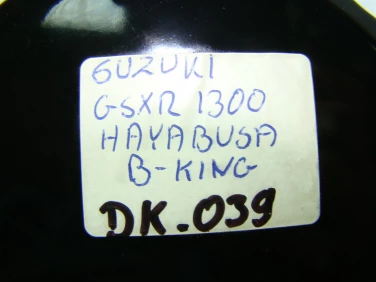 SUZUKI
GSXR 1300
HAYABUSA
B-KING
DK.039